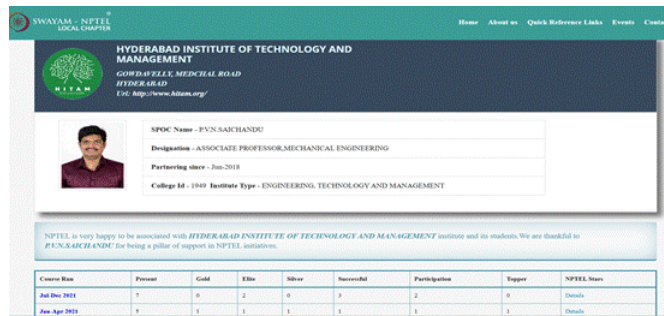 SWAYAM - NPTEL
LOCAL CHAPTER
Home About us Quick Reference Links Events Conta
HYDERABAD INSTITUTE OF TECHNOLOGY AND
MANAGEMENT
GOWDAVELLY, MEDCHAL ROAD
HYDERABAD
Url: http://www.hitam.org/
HITAM
SPOC Name - P.V.N.SAICHANDU
Designation - ASSOCIATE PROFESSOR,MECHANICAL ENGINEERING
Partnering since - Jun-2018
College Id - 1949 Institute Type - ENGINEERING, TECHNOLOGY AND MANAGEMENT
NPTEL is very happy to be associated with HYDERABAD INSTITUTE OF TECHNOLOGY AND MANAGEMENT institute and its students.We are thankful to
P.V.N.SAICHANDU for being a pillar of support in NPTEL initiatives.
Course Run Present Gold Elite Silver Successful Participation Topper NPTEL Stars
Jul-Dec 2021 7 0 2 0 3 2 0 Details
Jan-Apr 2021 5 1 1 1 1 1 1 Details